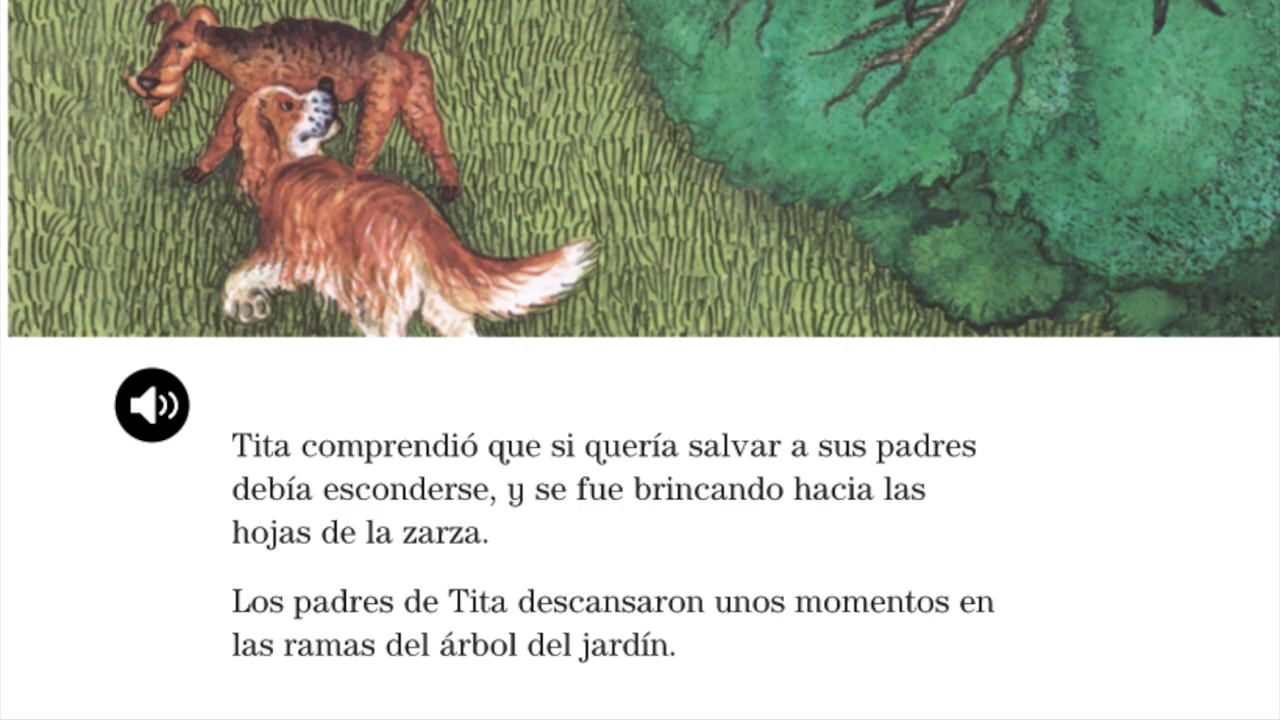 Tita comprendió que si quería salvar a sus padres
debía esconderse, y se fue brincando hacia las
hojas de la zarza.
Los padres de Tita descansaron unos momentos en
las ramas del árbol del jardín.